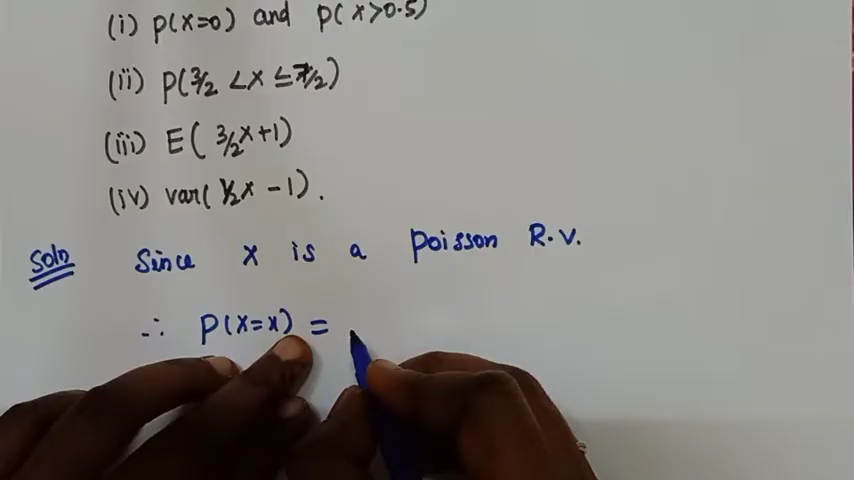 (i) P(X=0) and P(X>0.5)
(ii) P(3/2 <X ≤7/2)
(iii) E( 3/2X+1)
(iv) var( 1/2X -1).
Soln Since X is a poisson R.V.
∴ P(X=x) =